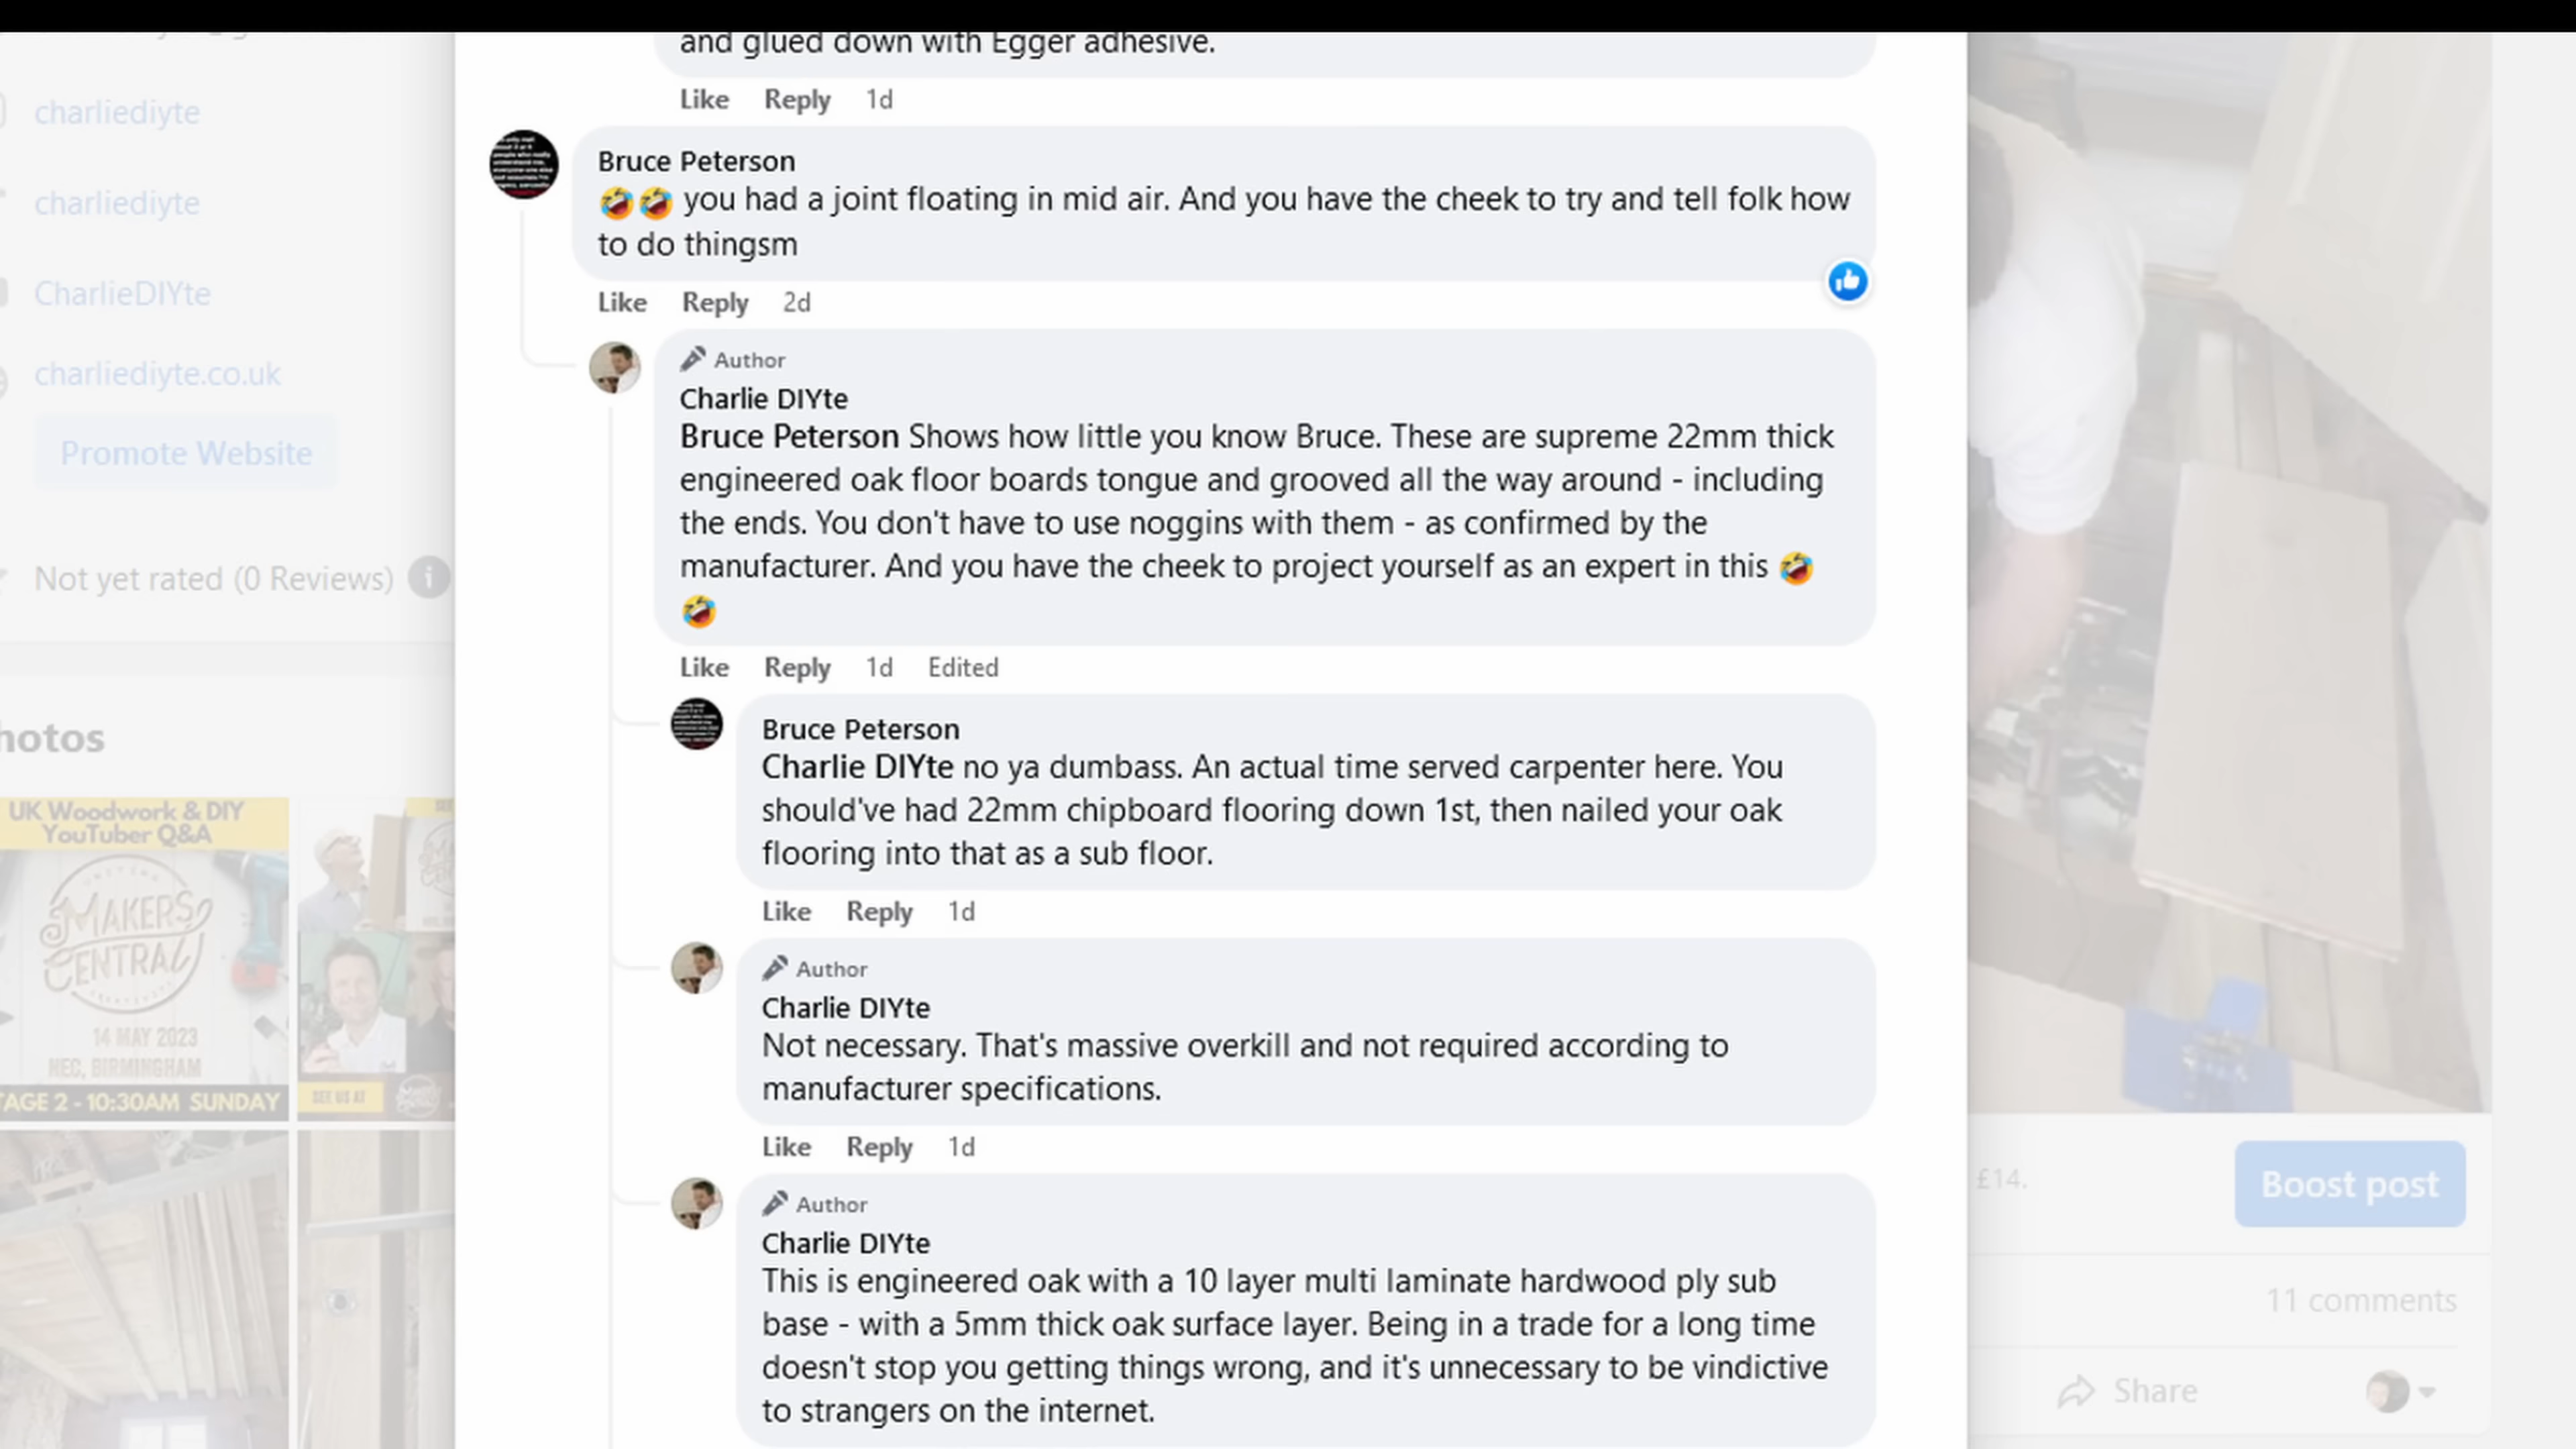 and glued down with Egger adhesive.
Like Reply 1d
Bruce Peterson
🤣🤣 you had a joint floating in mid air. And you have the cheek to try and tell folk how
to do thingsm
Like Reply 2d
Author
Charlie DIYte
Bruce Peterson Shows how little you know Bruce. These are supreme 22mm thick
engineered oak floor boards tongue and grooved all the way around - including
the ends. You don't have to use noggins with them - as confirmed by the
manufacturer. And you have the cheek to project yourself as an expert in this 🤣
🤣
Like Reply 1d Edited
Bruce Peterson
Charlie DIYte no ya dumbass. An actual time served carpenter here. You
should've had 22mm chipboard flooring down 1st, then nailed your oak
flooring into that as a sub floor.
Like Reply 1d
Author
Charlie DIYte
Not necessary. That's massive overkill and not required according to
manufacturer specifications.
Like Reply 1d
Author
Charlie DIYte
This is engineered oak with a 10 layer multi laminate hardwood ply sub
base - with a 5mm thick oak surface layer. Being in a trade for a long time
doesn't stop you getting things wrong, and it's unnecessary to be vindictive
to strangers on the internet.
charliediyte
charliediyte
CharlieDIYte
charliediyte.co.uk
Promote Website
Not yet rated (0 Reviews)
hotos
UK Woodwork & DIY
YouTuber Q&A
MAKERS
CENTRAL
14 MAY 2023
NEC, BIRMINGHAM
TAGE 2 - 10:30AM SUNDAY
SEE US AT
£14.
Boost post
11 comments
Share